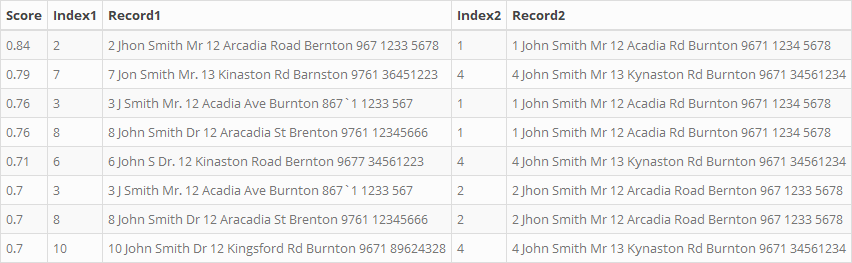 Score Index1 Record1 Index2 Record2
0.84 2 2 Jhon Smith Mr 12 Arcadia Road Bernton 967 1233 5678 1 1 John Smith Mr 12 Acadia Rd Burnton 9671 1234 5678
0.79 7 7 Jon Smith Mr. 13 Kinaston Rd Barnston 9761 36451223 4 4 John Smith Mr 13 Kynaston Rd Burnton 9671 34561234
0.76 3 3 J Smith Mr. 12 Acadia Ave Burnton 867`1 1233 567 1 1 John Smith Mr 12 Acadia Rd Burnton 9671 1234 5678
0.76 8 8 John Smith Dr 12 Aracadia St Brenton 9761 12345666 1 1 John Smith Mr 12 Acadia Rd Burnton 9671 1234 5678
0.71 6 6 John S Dr. 12 Kinaston Road Bernton 9677 34561223 4 4 John Smith Mr 13 Kynaston Rd Burnton 9671 34561234
0.7 3 3 J Smith Mr. 12 Acadia Ave Burnton 867`1 1233 567 2 2 Jhon Smith Mr 12 Arcadia Road Bernton 967 1233 5678
0.7 8 8 John Smith Dr 12 Aracadia St Brenton 9761 12345666 2 2 Jhon Smith Mr 12 Arcadia Road Bernton 967 1233 5678
0.7 10 10 John Smith Dr 12 Kingsford Rd Burnton 9671 89624328 4 4 John Smith Mr 13 Kynaston Rd Burnton 9671 34561234